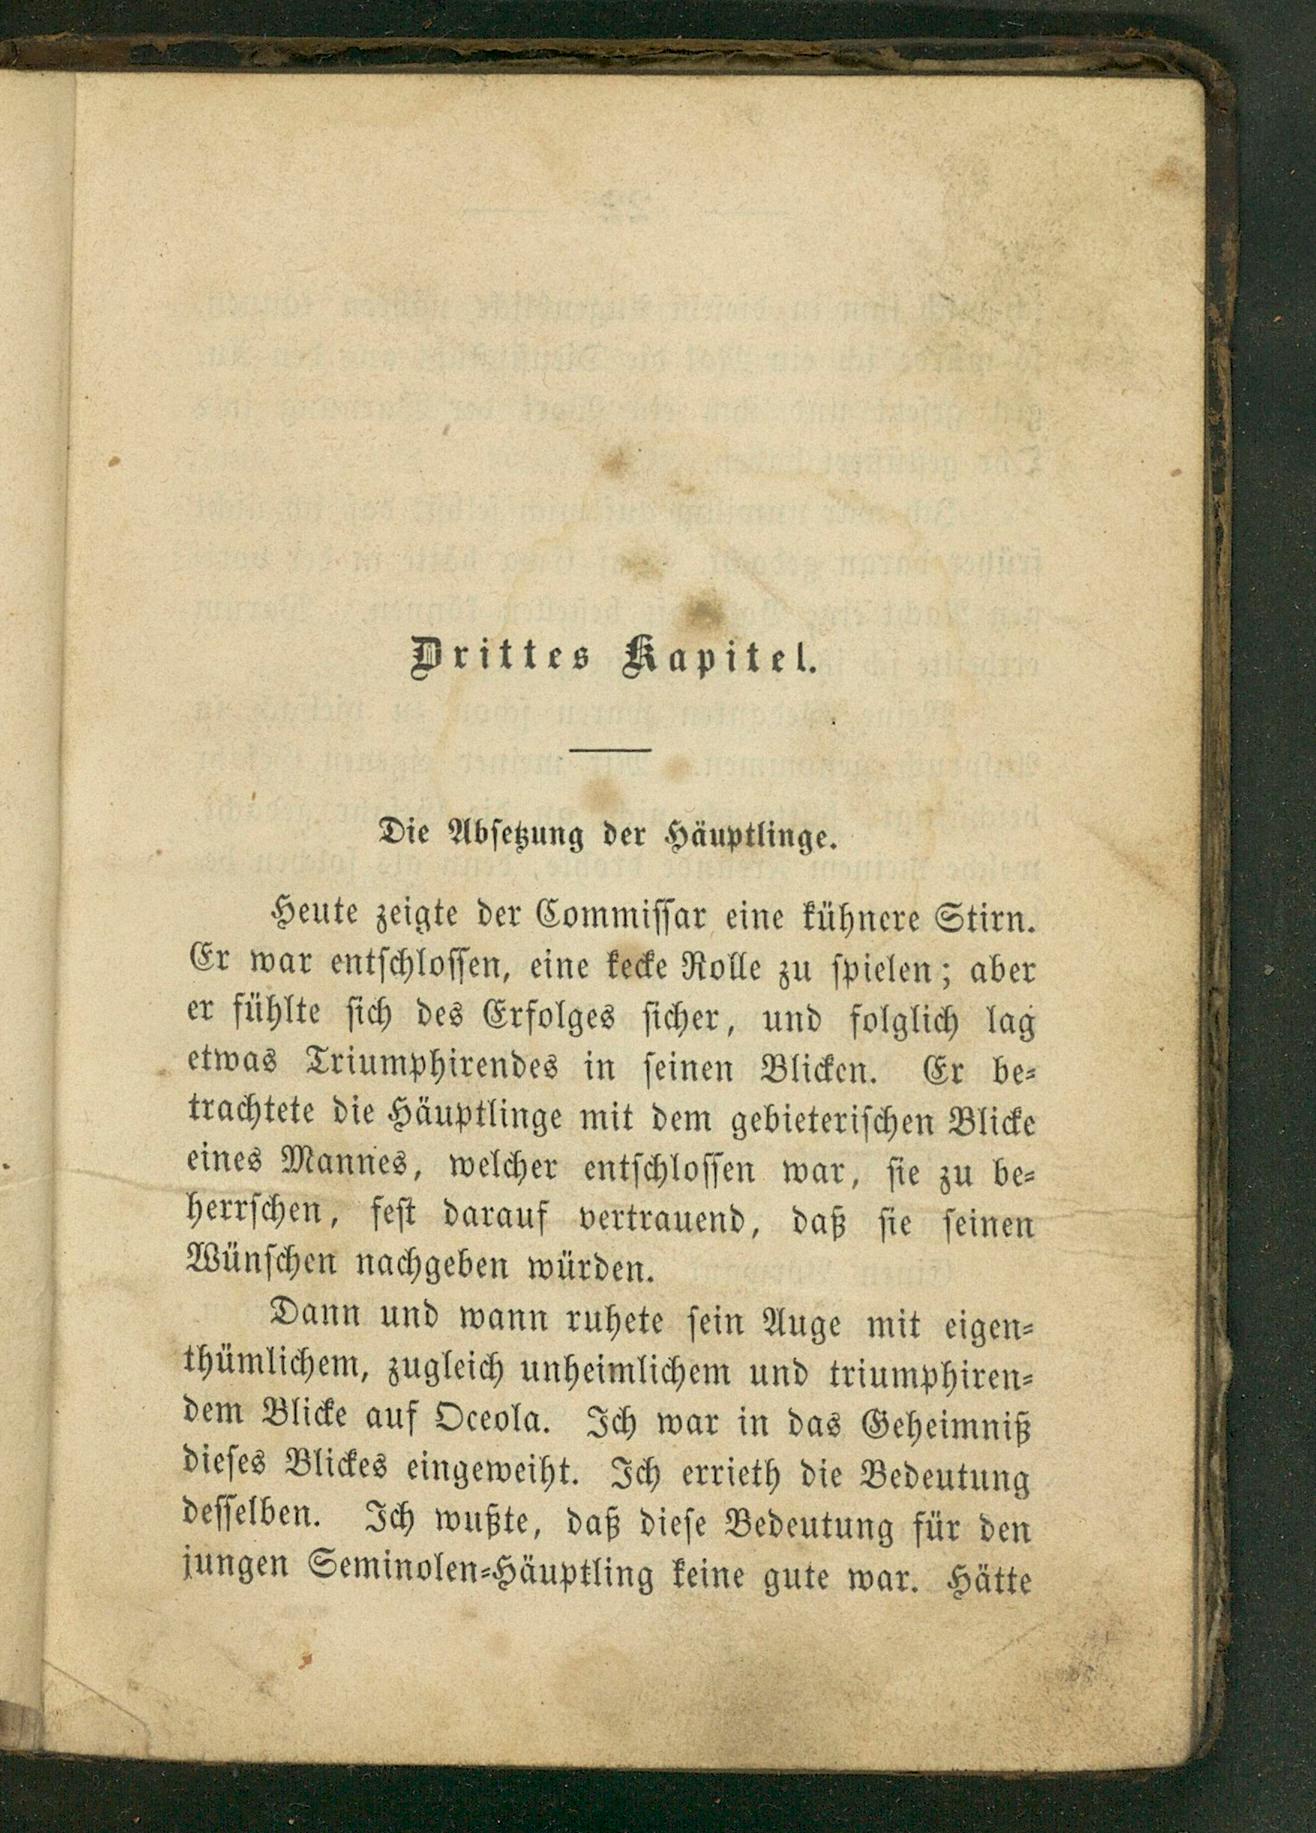 Drittes Kapitel.
Die Absetzung der Häuptlinge.
Heute zeigte der Commissar eine kühnere Stirn.
Er war entschlossen, eine kecke Rolle zu spielen; aber
er fühlte sich des Erfolges sicher, und folglich lag
etwas Triumphirendes in seinen Blicken. Er be-
trachtete die Häuptlinge mit dem gebieterischen Blicke
eines Mannes, welcher entschlossen war, sie zu be-
herrschen, fest darauf vertrauend, daß sie seinen
Wünschen nachgeben würden.
Dann und wann ruhete sein Auge mit eigen-
thümlichem, zugleich unheimlichem und triumphiren-
dem Blicke auf Oceola. Ich war in das Geheimniß
dieses Blickes eingeweiht. Ich errieth die Bedeutung
desselben. Ich wußte, daß diese Bedeutung für den
jungen Seminolen-Häuptling keine gute war. Hätte